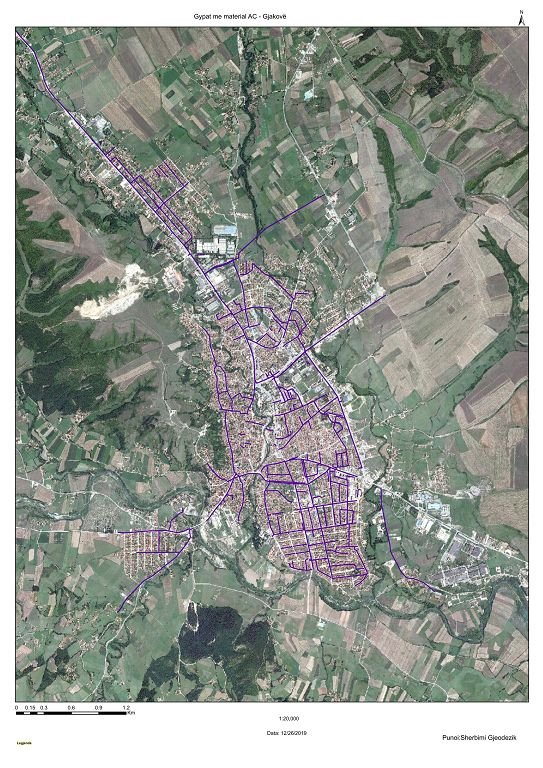 Gypat me material AC - Gjakovë
N
0 0.15 0.3 0.6 0.9 1.2
Km
1:20,000
Data: 12/26/2019
Punoi:Sherbimi Gjeodezik
Legjenda